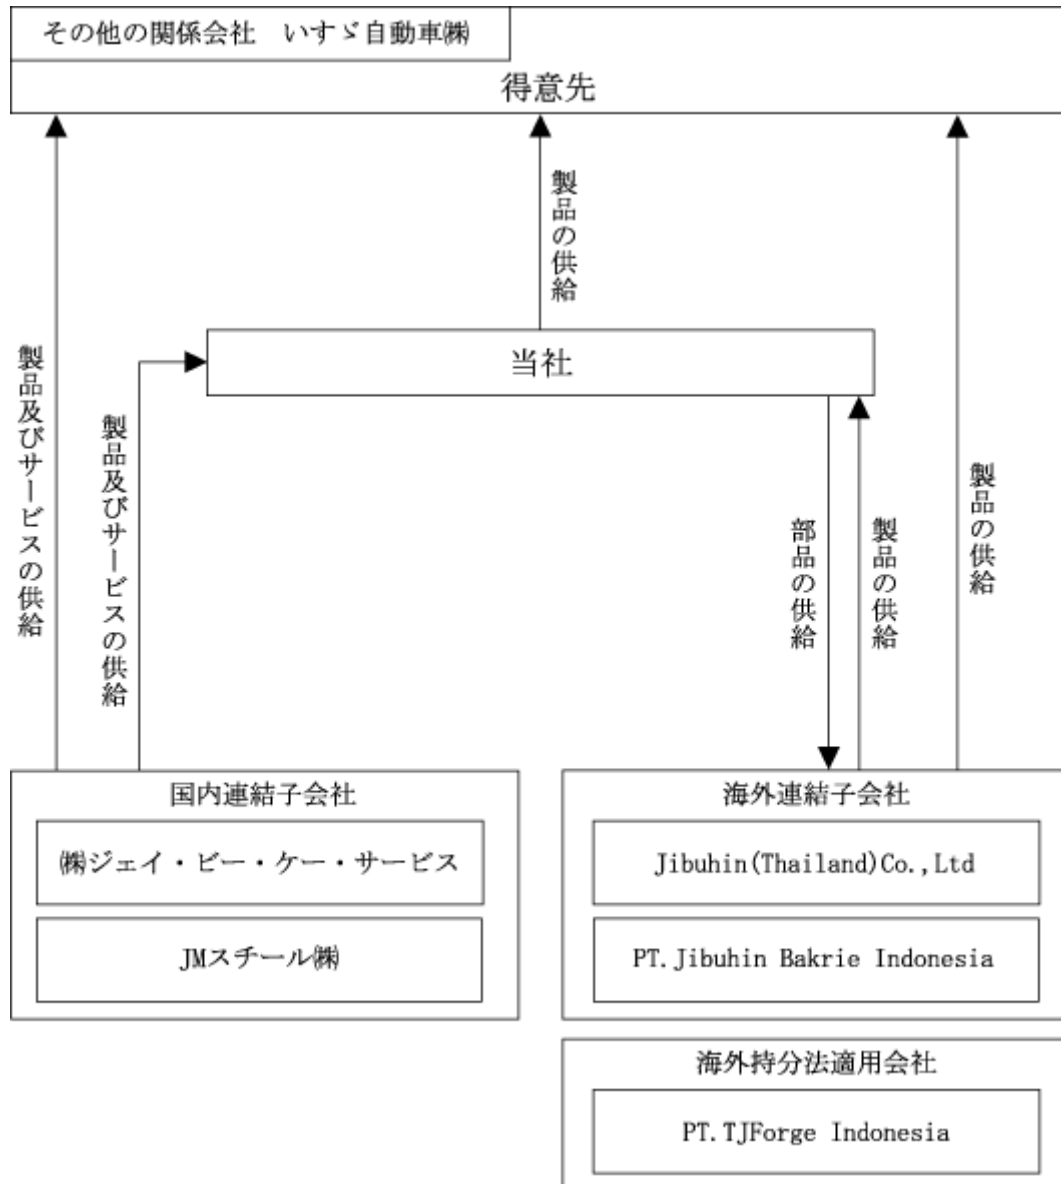 その他の関係会社　いすゞ自動車㈱
得意先
製品の供給
当社
製品及びサービスの供給
製品及びサービスの供給
部品の供給
製品の供給
製品の供給
国内連結子会社
㈱ジェイ・ビー・ケー・サービス
JMスチール㈱
海外連結子会社
Jibuhin(Thailand)Co.,Ltd
PT.Jibuhin Bakrie Indonesia
海外持分法適用会社
PT.TJForge Indonesia